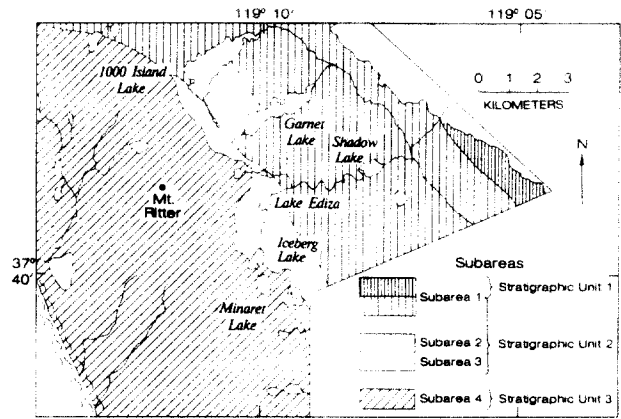 119° 10′
119° 05′
1000 Island
Lake
0 1 2 3
KILOMETERS
Garnet
Lake
Shadow
Lake
N
Mt.
Ritter
Lake Ediza
Iceberg
Lake
37°
40′
Subareas
Minaret
Lake
Subarea 1
Stratigraphic Unit 1
Subarea 2
Stratigraphic Unit 2
Subarea 3
Subarea 4
Stratigraphic Unit 3